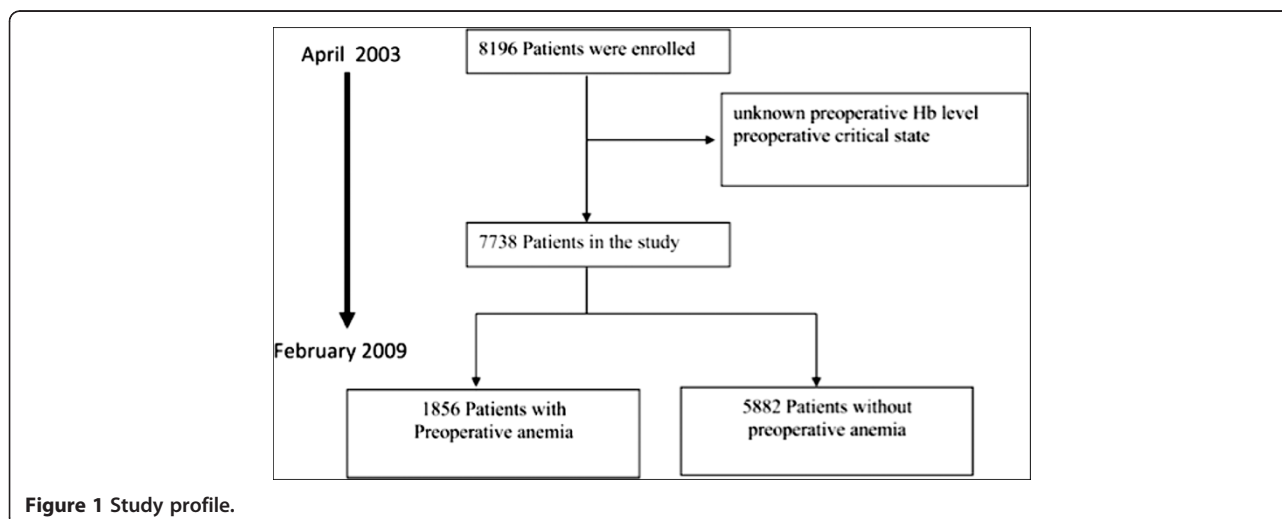 April 2003
8196 Patients were enrolled
unknown preoperative Hb level
preoperative critical state
7738 Patients in the study
February 2009
1856 Patients with
Preoperative anemia
5882 Patients without
preoperative anemia
Figure 1 Study profile.